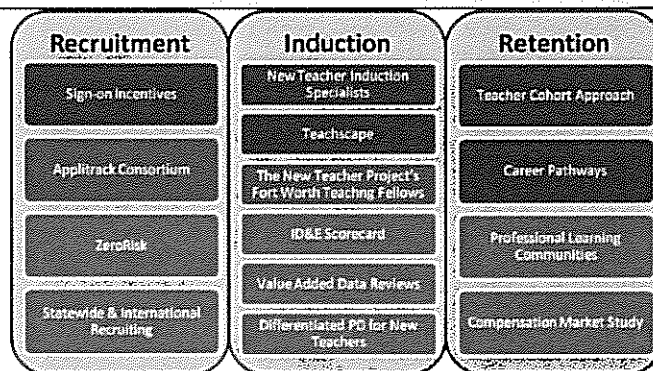 Recruitment
Sign-on Incentives
Applitrack Consortium
ZeroRisk
Statewide & International
Recruiting
Induction
New Teacher Induction
Specialists
Teachscape
The New Teacher Project's
Fort Worth Teachng Fellows
ID&E Scorecard
Value Added Data Reviews
Differentiated PD for New
Teachers
Retention
Teacher Cohort Approach
Career Pathways
Professional Learning
Communities
Compensation Market Study